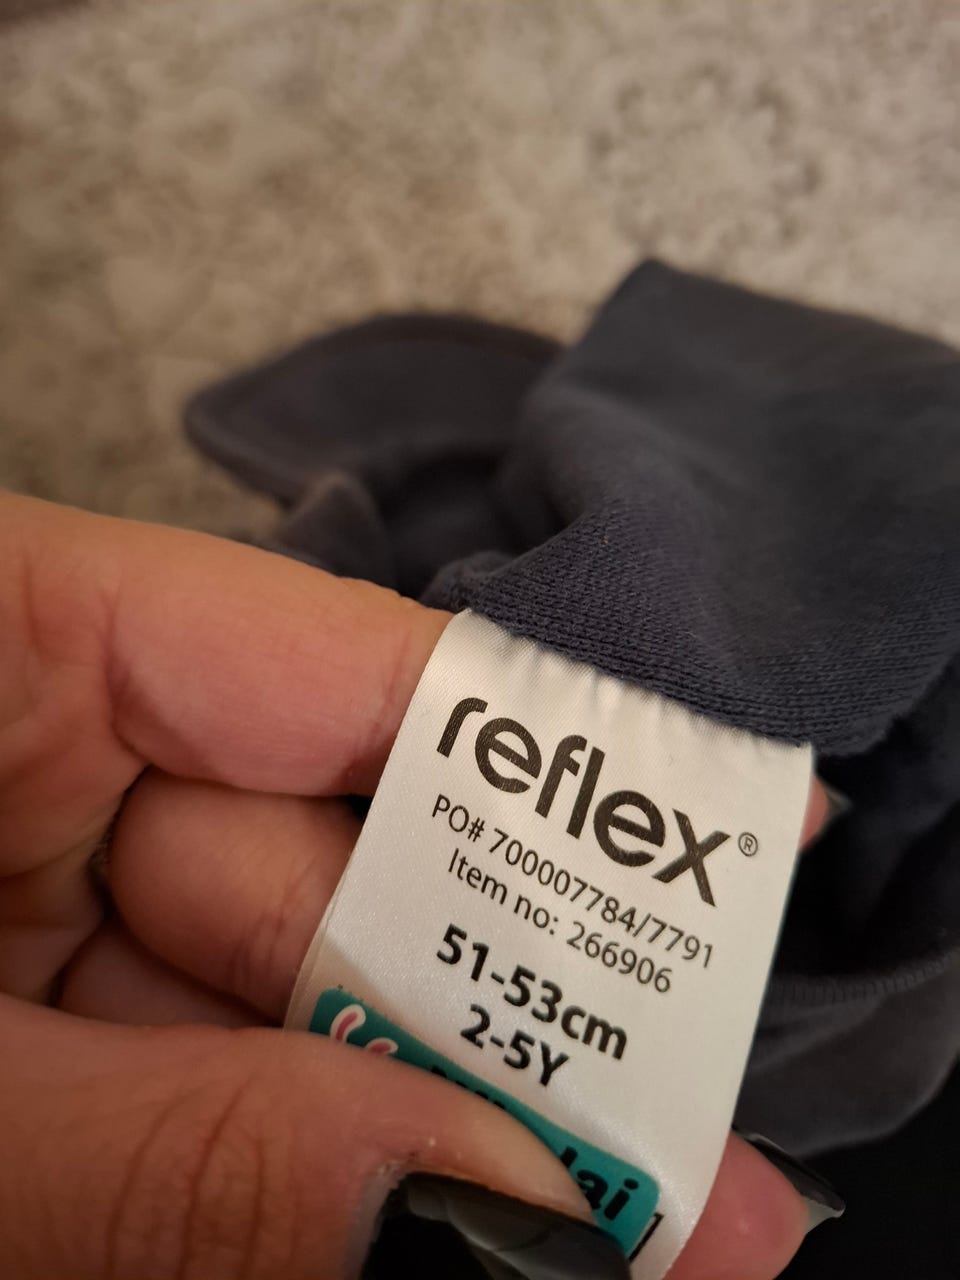 reflex®
PO# 700007784/7791
Item no: 266906
51-53cm
2-5Y